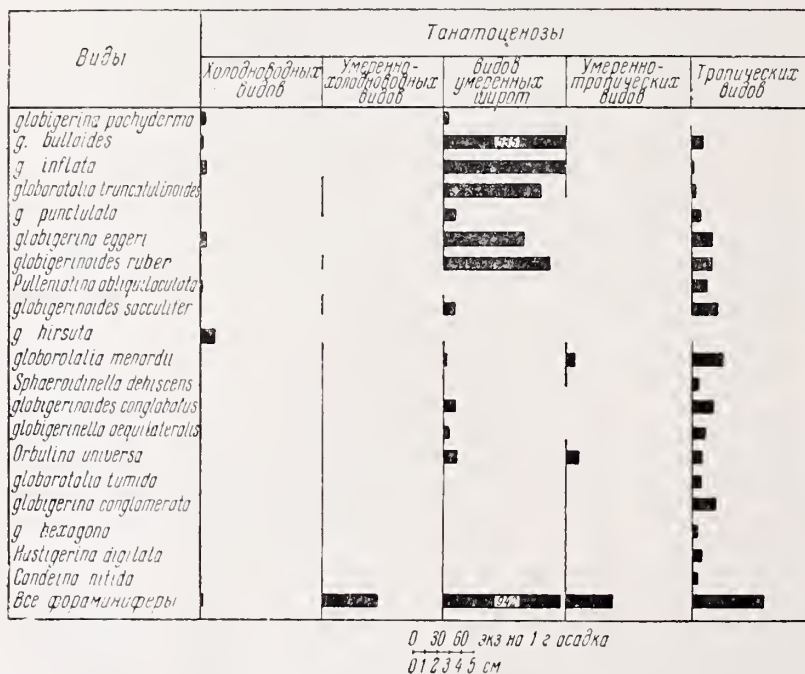 Виды
Танатоценозы
Холодноводных видов
Умеренно-холодноводных видов
видов умеренных широт
Умеренно-тропических видов
Тропических видов
globigerina pachyderma
g. bulloides
g inflata
globorotalia truncatulinoides
g punctulata
globigerina eggeri
globigerinoides ruber
Pulleniatina obliquiloculata
globigerinoides sacculifer
g hirsuta
globorotalia menardii
Sphaeroidinella dehiscens
globigerinoides conglobatus
globigerinella aequilateralis
Orbulina universa
globorotalia tumida
globigerina conglomerata
g hexagona
Hastigerina digitata
Candeina nitida
Все фораминиферы
0 30 60 экз на 1 г осадка
0 1 2 3 4 5 см